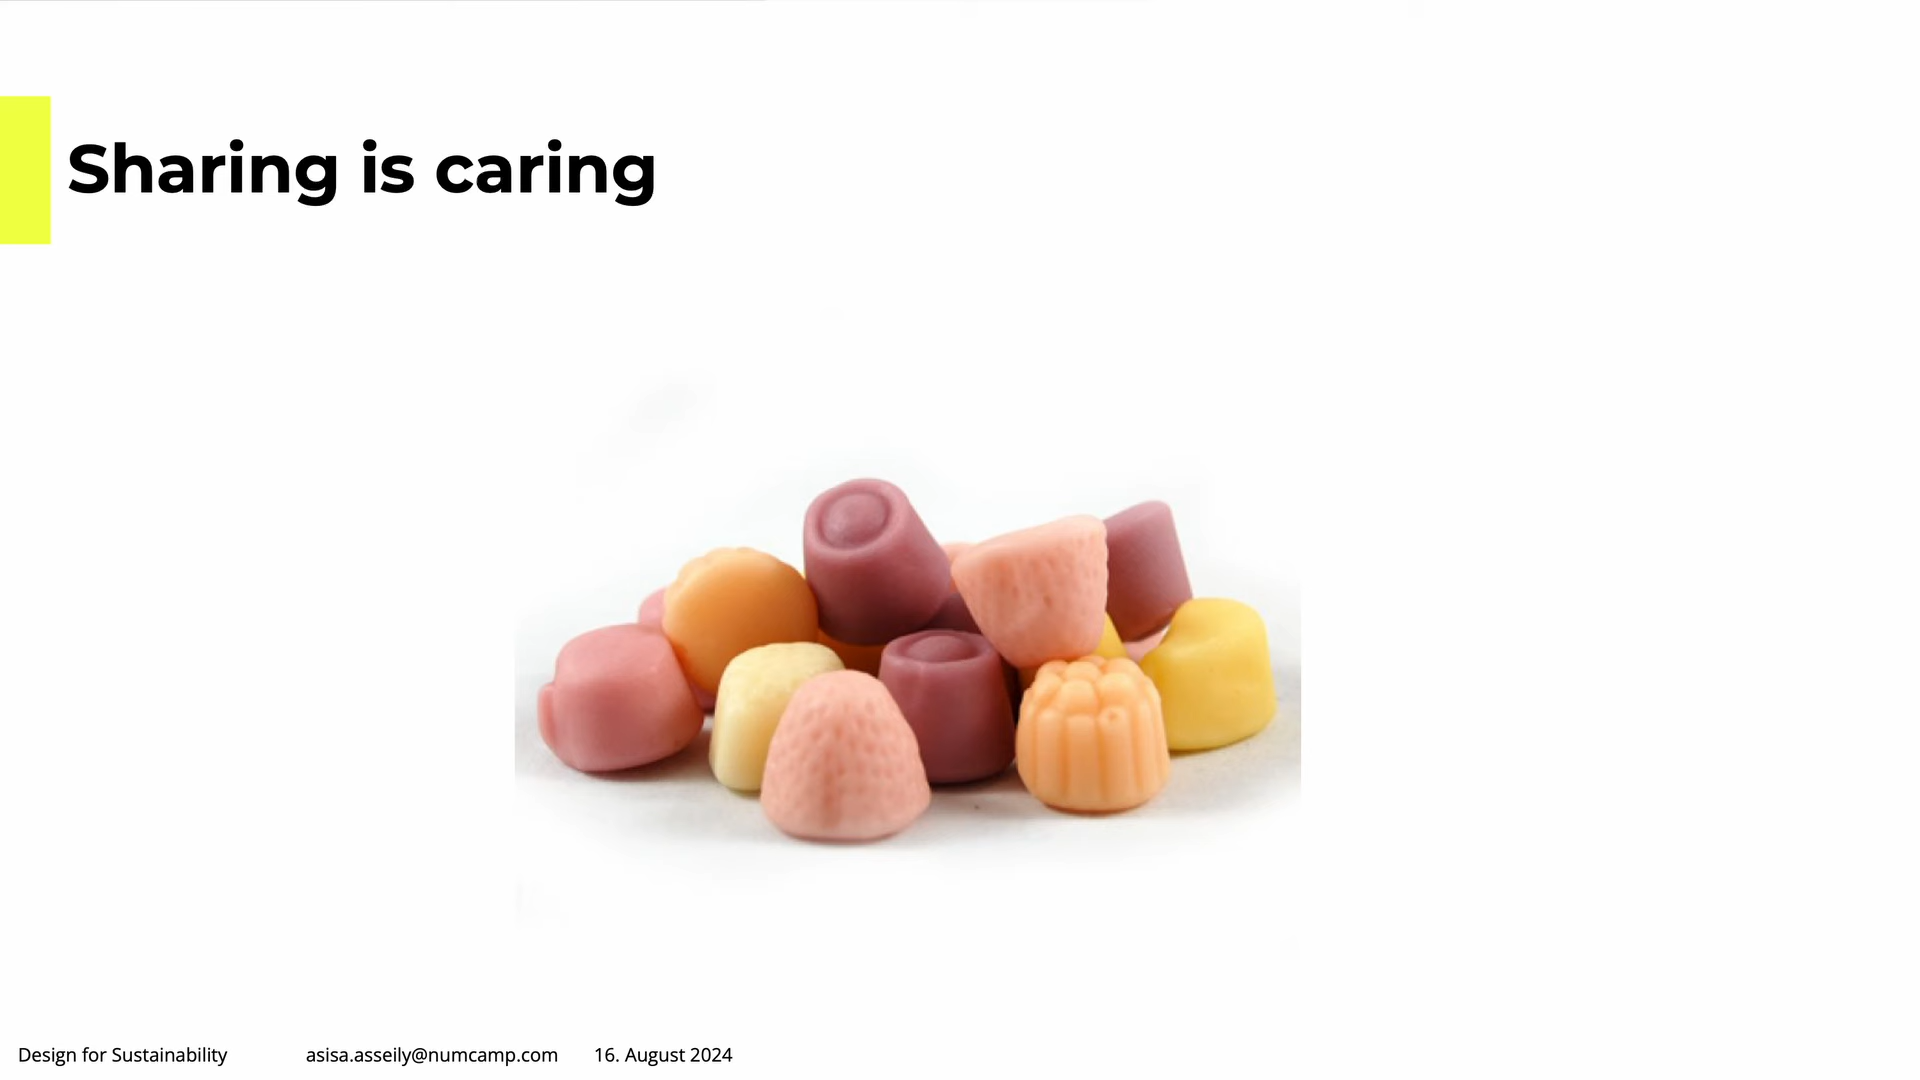 Sharing is caring
Design for Sustainability asisa.asseily@numcamp.com 16. August 2024